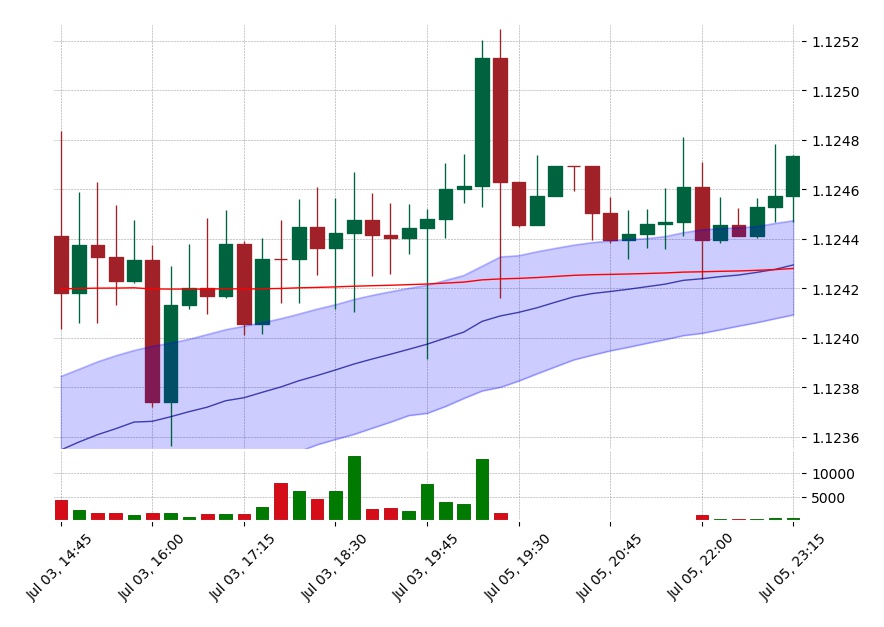 1.1252
1.1250
1.1248
1.1246
1.1244
1.1242
1.1240
1.1238
1.1236
10000
5000
Jul 03, 14:45
Jul 03, 16:00
Jul 03, 17:15
Jul 03, 18:30
Jul 03, 19:45
Jul 05, 19:30
Jul 05, 20:45
Jul 05, 22:00
Jul 05, 23:15